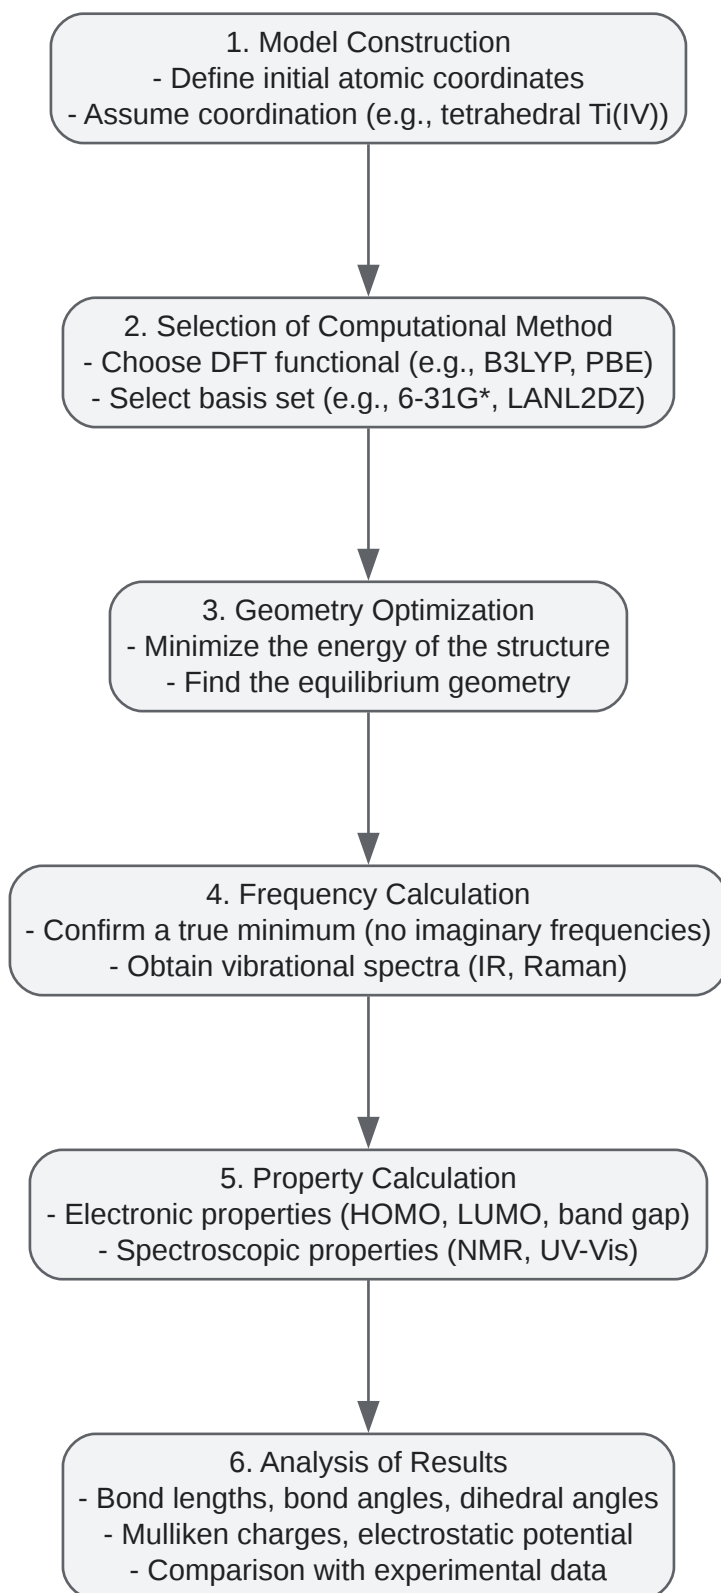 1. Model Construction
- Define initial atomic coordinates
- Assume coordination (e.g., tetrahedral Ti(IV))
2. Selection of Computational Method
- Choose DFT functional (e.g., B3LYP, PBE)
- Select basis set (e.g., 6-31G*, LANL2DZ)
3. Geometry Optimization
- Minimize the energy of the structure
- Find the equilibrium geometry
4. Frequency Calculation
- Confirm a true minimum (no imaginary frequencies)
- Obtain vibrational spectra (IR, Raman)
5. Property Calculation
- Electronic properties (HOMO, LUMO, band gap)
- Spectroscopic properties (NMR, UV-Vis)
6. Analysis of Results
- Bond lengths, bond angles, dihedral angles
- Mulliken charges, electrostatic potential
- Comparison with experimental data